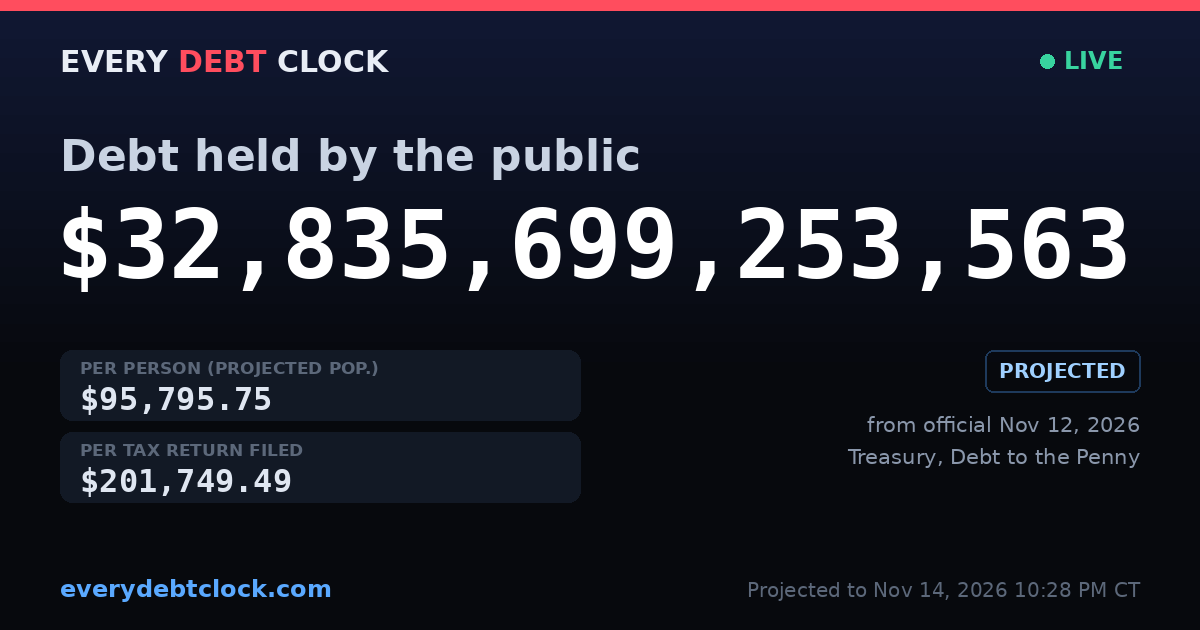 EVERY DEBT CLOCK
LIVE
Debt held by the public
$32,835,699,253,563
PER PERSON (PROJECTED POP.)
$95,795.75
PER TAX RETURN FILED
$201,749.49
PROJECTED
from official Nov 12, 2026
Treasury, Debt to the Penny
everydebtclock.com
Projected to Nov 14, 2026 10:28 PM CT